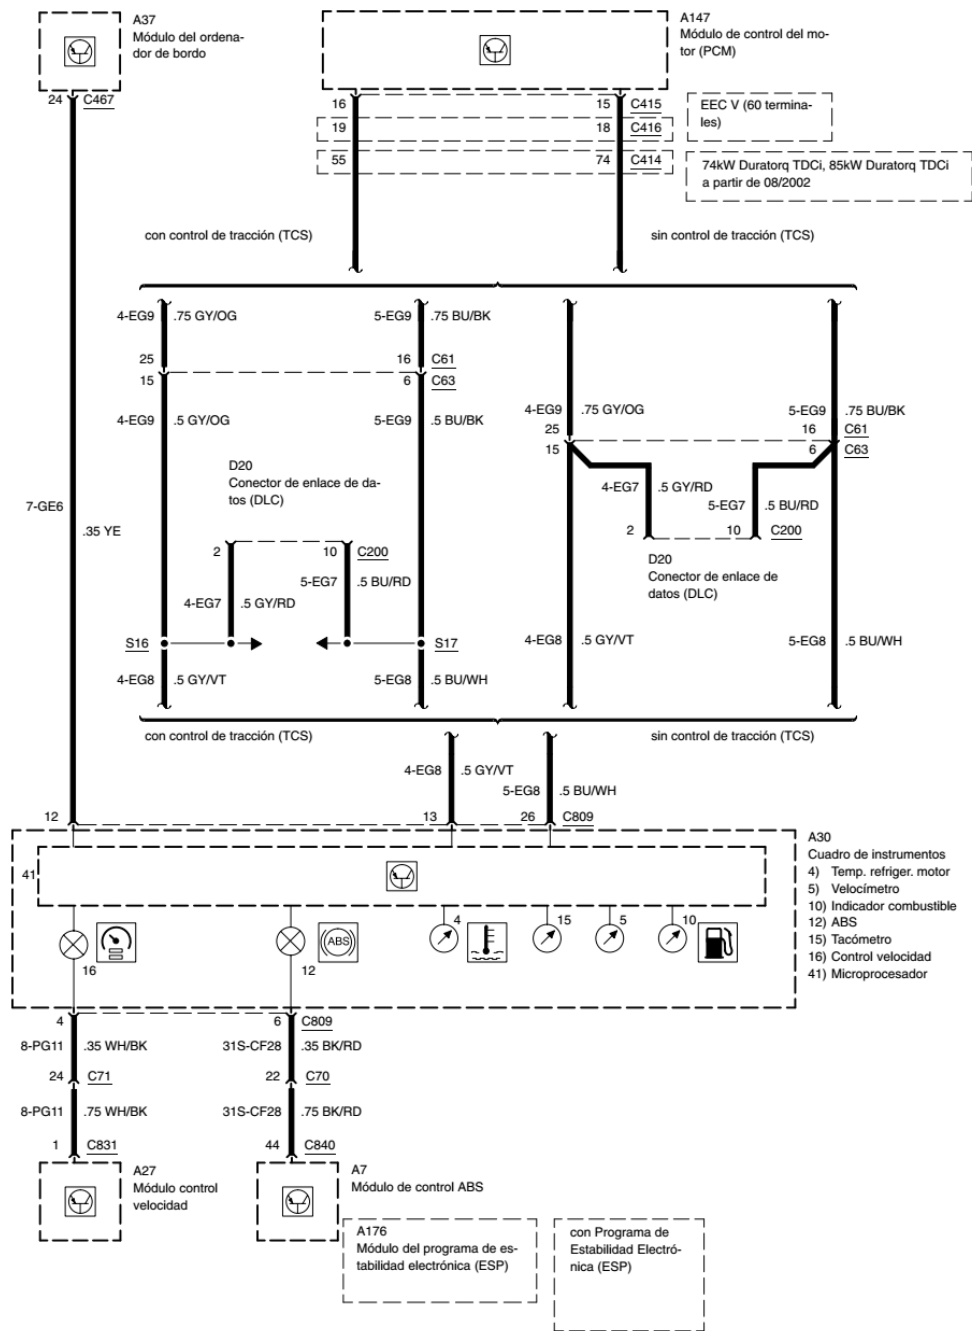 A37
Módulo del ordena-
dor de bordo
A147
Módulo de control del mo-
tor (PCM)
24 C467
16 15 C415
19 18 C416
55 74 C414
EEC V (60 termina-
les)
74kW Duratorq TDCi, 85kW Duratorq TDCi
a partir de 08/2002
con control de tracción (TCS)
sin control de tracción (TCS)
4-EG9 .75 GY/OG
5-EG9 .75 BU/BK
25 16 C61
15 6 C63
4-EG9 .5 GY/OG
5-EG9 .5 BU/BK
4-EG9 .75 GY/OG
5-EG9 .75 BU/BK
25 16 C61
15 6 C63
D20
Conector de enlace de da-
tos (DLC)
4-EG7 .5 GY/RD
5-EG7 .5 BU/RD
2 10 C200
D20
Conector de enlace de
datos (DLC)
7-GE6 .35 YE
2 10 C200
5-EG7 .5 BU/RD
4-EG7 .5 GY/RD
S16 S17
4-EG8 .5 GY/VT
5-EG8 .5 BU/WH
4-EG8 .5 GY/VT
5-EG8 .5 BU/WH
con control de tracción (TCS)
sin control de tracción (TCS)
4-EG8 .5 GY/VT
5-EG8 .5 BU/WH
12 13 26 C809
A30
Cuadro de instrumentos
4) Temp. refriger. motor
5) Velocímetro
10) Indicador combustible
12) ABS
15) Tacómetro
16) Control velocidad
41) Microprocesador
41
16
12
ABS
4
15
5
10
4 6 C809
8-PG11 .35 WH/BK
31S-CF28 .35 BK/RD
24 C71
22 C70
8-PG11 .75 WH/BK
31S-CF28 .75 BK/RD
1 C831
44 C840
A27
Módulo control
velocidad
A7
Módulo de control ABS
A176
Módulo del programa de es-
tabilidad electrónica (ESP)
con Programa de
Estabilidad Electró-
nica (ESP)